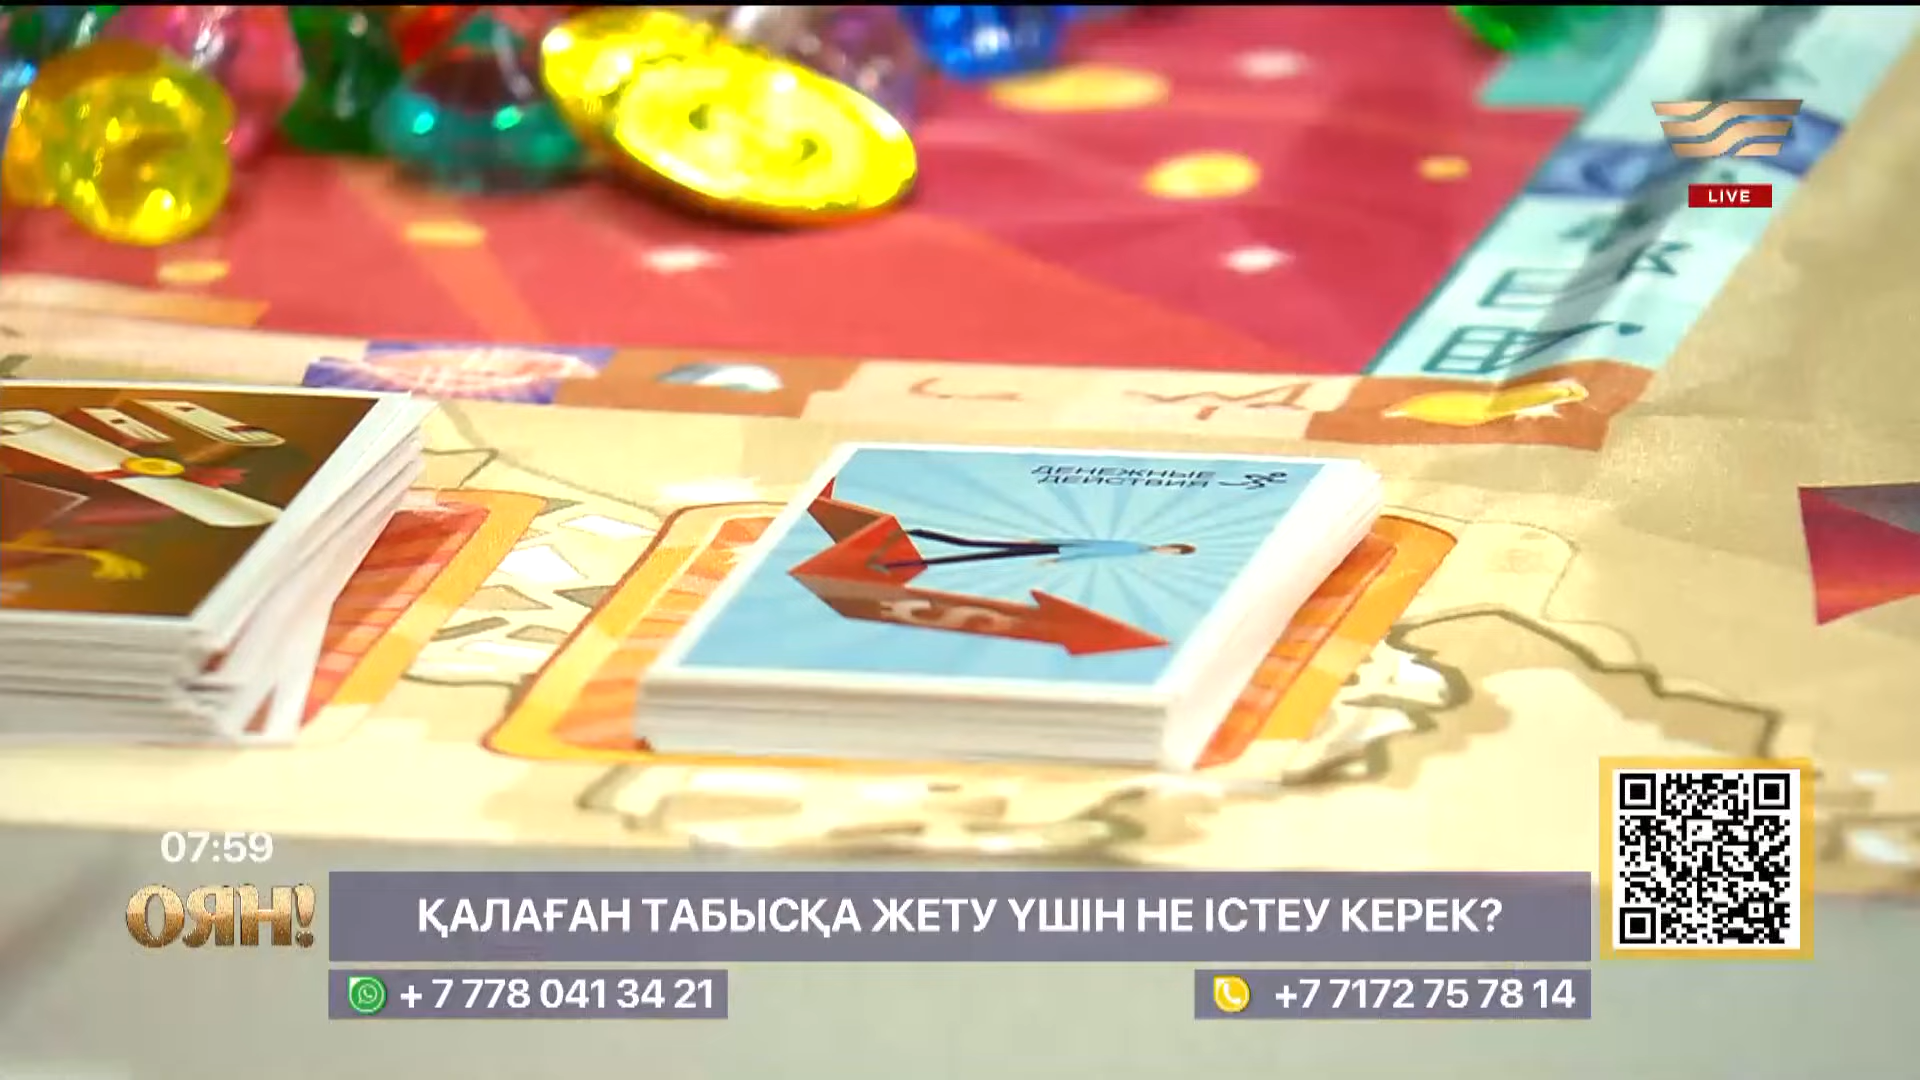 LIVE
ДЕНЕЖНЫЕ
ДЕЙСТВИЯ
07:59
ОЯН!
ҚАЛАҒАН ТАБЫСҚА ЖЕТУ ҮШІН НЕ ІСТЕУ КЕРЕК?
+ 7 778 041 34 21
+7 7172 75 78 14